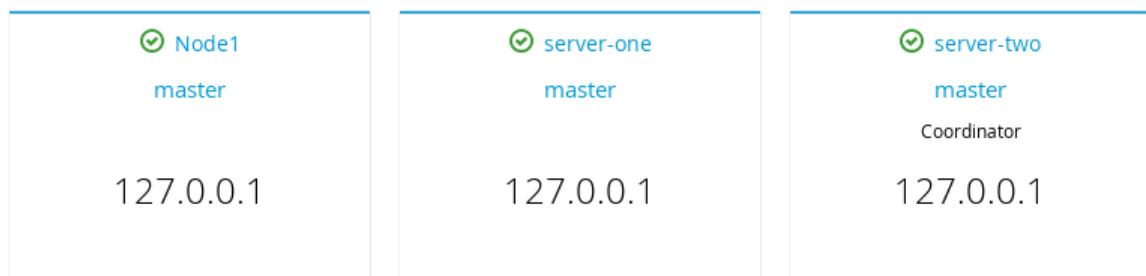 Node1
master
127.0.0.1
server-one
master
127.0.0.1
server-two
master
Coordinator
127.0.0.1